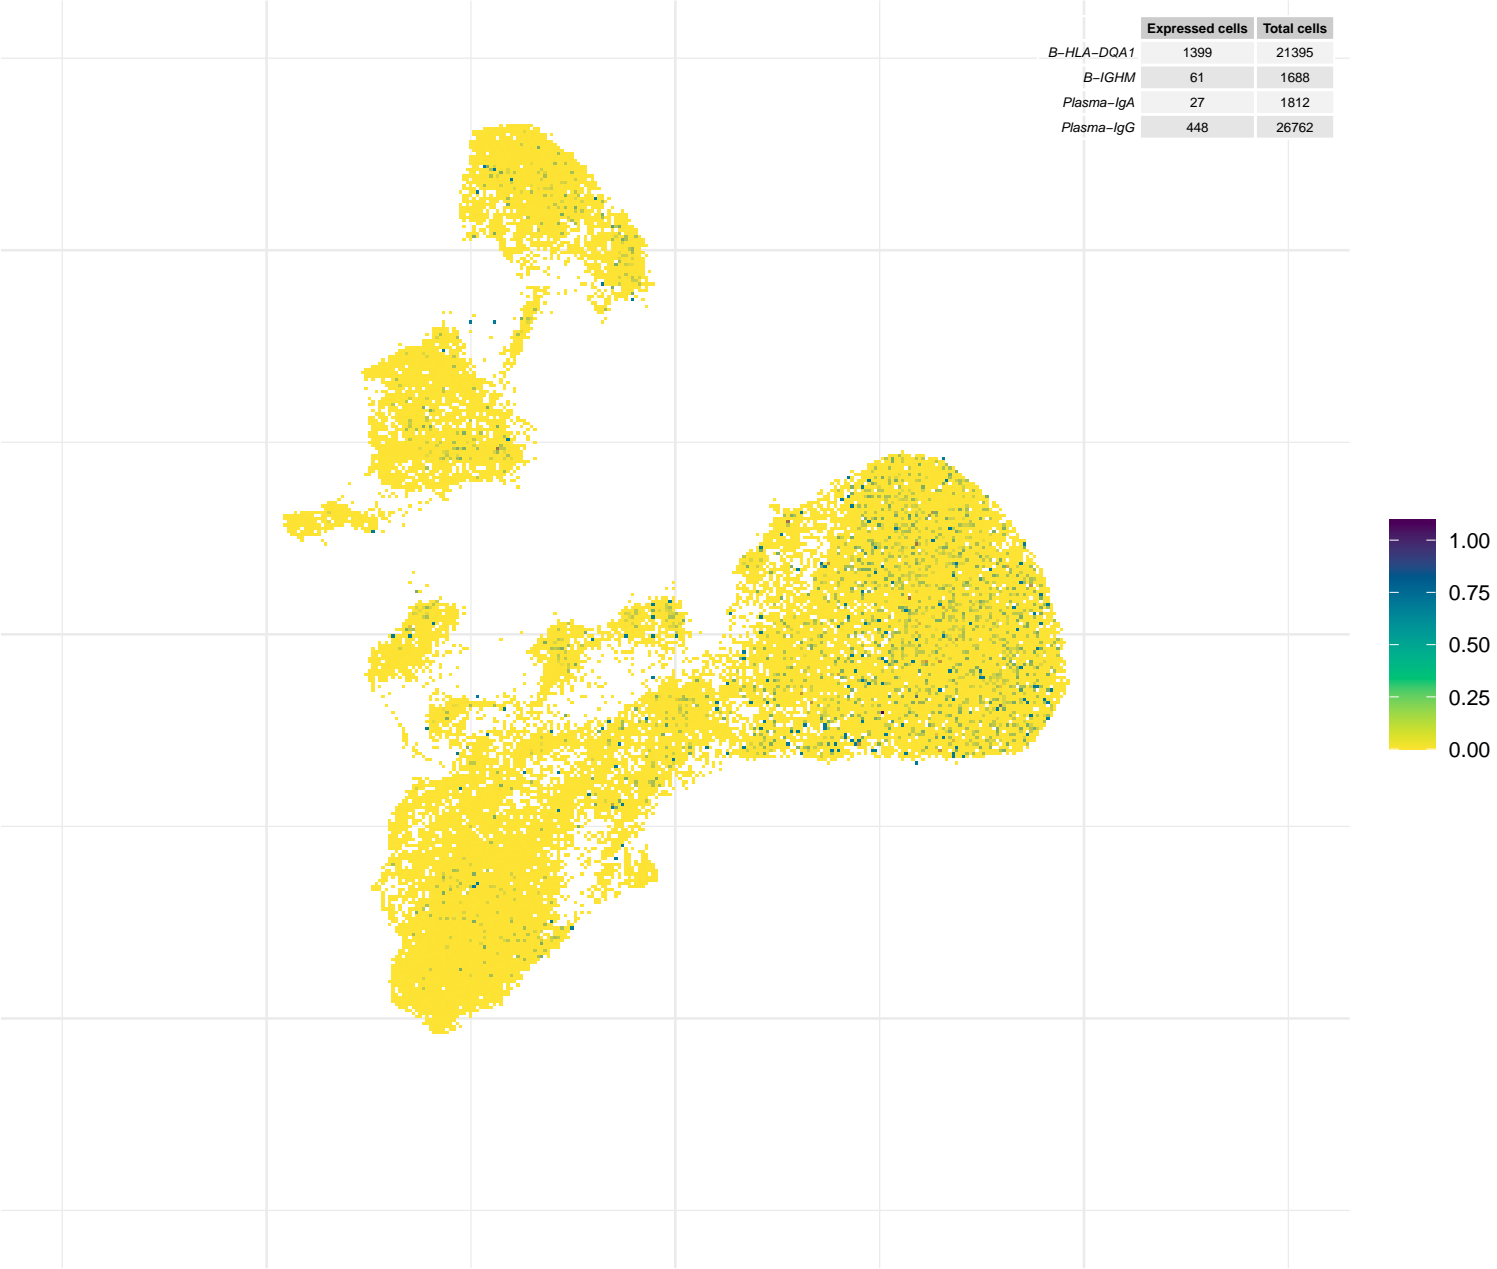 Expressed cells Total cells
B−HLA−DQA1 1399 21395
B−IGHM 61 1688
Plasma−IgA 27 1812
Plasma−IgG 448 26762
1.00
0.75
0.50
0.25
0.00